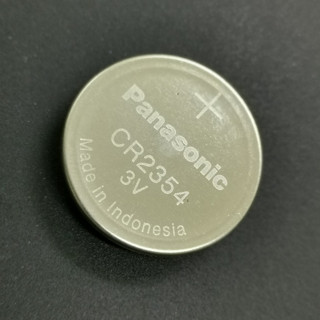 +
Panasonic
CR2354
3V
Made in Indonesia